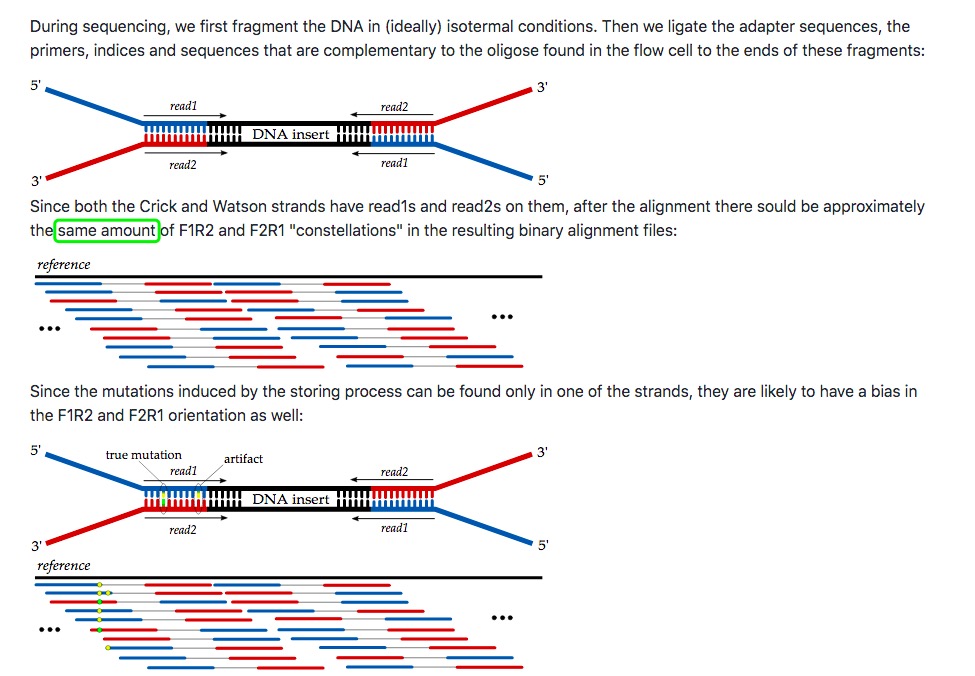 During sequencing, we first fragment the DNA in (ideally) isotermal conditions. Then we ligate the adapter sequences, the
primers, indices and sequences that are complementary to the oligose found in the flow cell to the ends of these fragments:
5'
3'
read1
read2
DNA insert
read2
read1
3'
5'
Since both the Crick and Watson strands have read1s and read2s on them, after the alignment there sould be approximately
the same amount of F1R2 and F2R1 "constellations" in the resulting binary alignment files:
reference
•••
•••
Since the mutations induced by the storing process can be found only in one of the strands, they are likely to have a bias in
the F1R2 and F2R1 orientation as well:
5'
3'
true mutation
artifact
read1
read2
DNA insert
read2
read1
3'
5'
reference
•••
•••